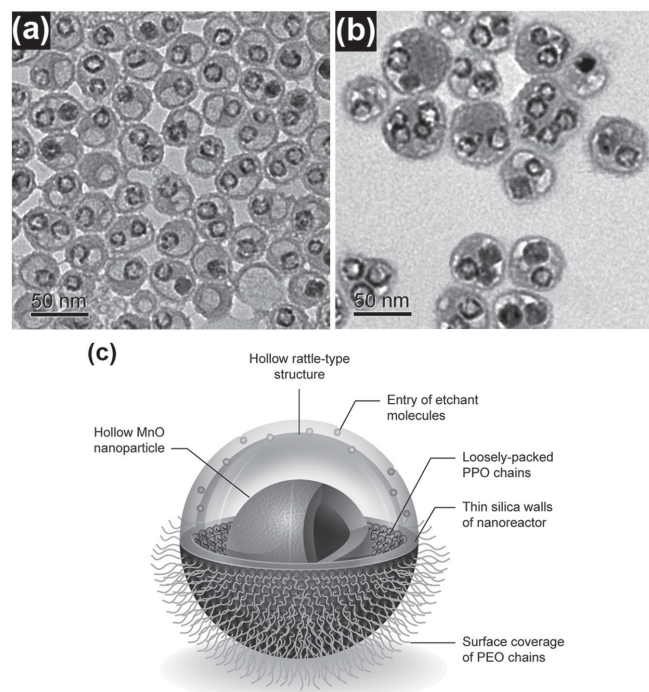 (a)
(b)
50 nm
50 nm
(c)
Hollow rattle-type
structure
Entry of etchant
molecules
Hollow MnO
nanoparticle
Loosely-packed
PPO chains
Thin silica walls
of nanoreactor
Surface coverage
of PEO chains